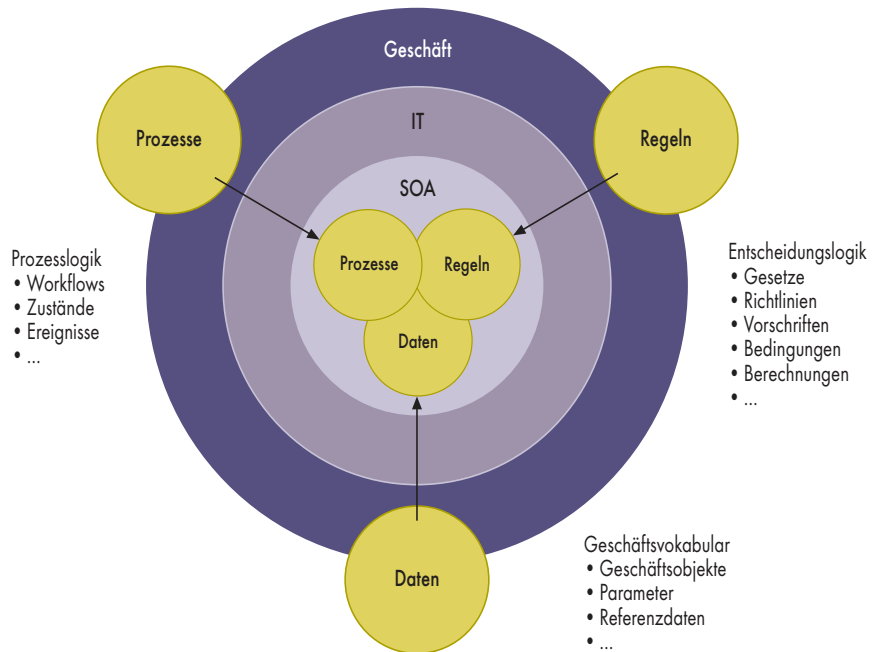 Geschäft
Prozesse
IT
Regeln
SOA
Prozesse
Regeln
Daten
Prozesslogik
• Workflows
• Zustände
• Ereignisse
• ...
Entscheidungslogik
• Gesetze
• Richtlinien
• Vorschriften
• Bedingungen
• Berechnungen
• ...
Daten
Geschäftsvokabular
• Geschäftsobjekte
• Parameter
• Referenzdaten
• ...